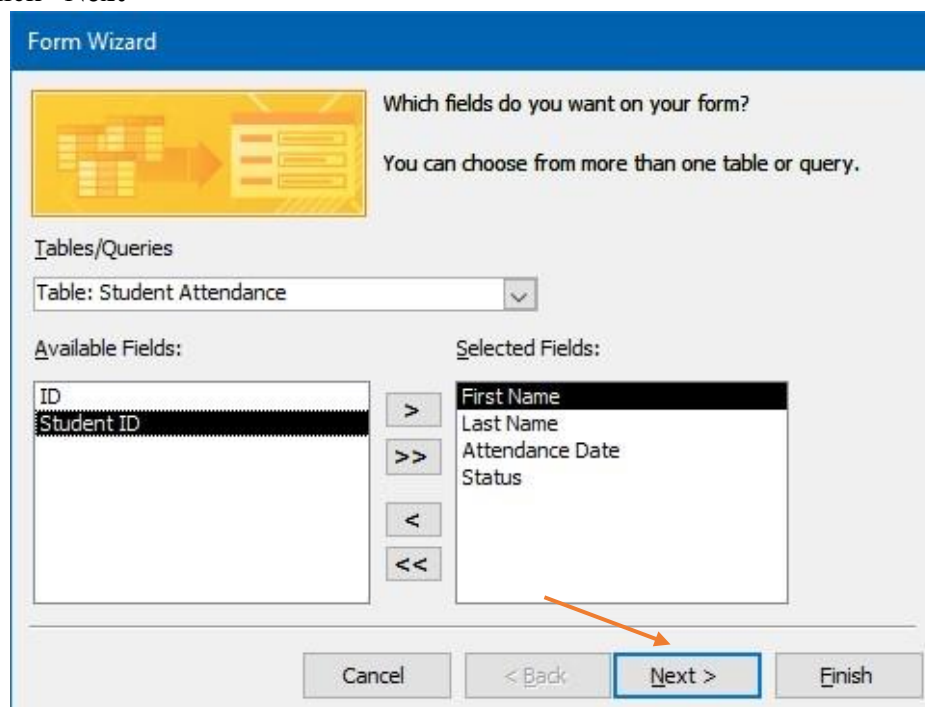 Form Wizard
Which fields do you want on your form?
You can choose from more than one table or query.
Tables/Queries
Table: Student Attendance
Available Fields:
Selected Fields:
ID
Student ID
>
>>
<
<<
First Name
Last Name
Attendance Date
Status
Cancel
< Back
Next >
Finish